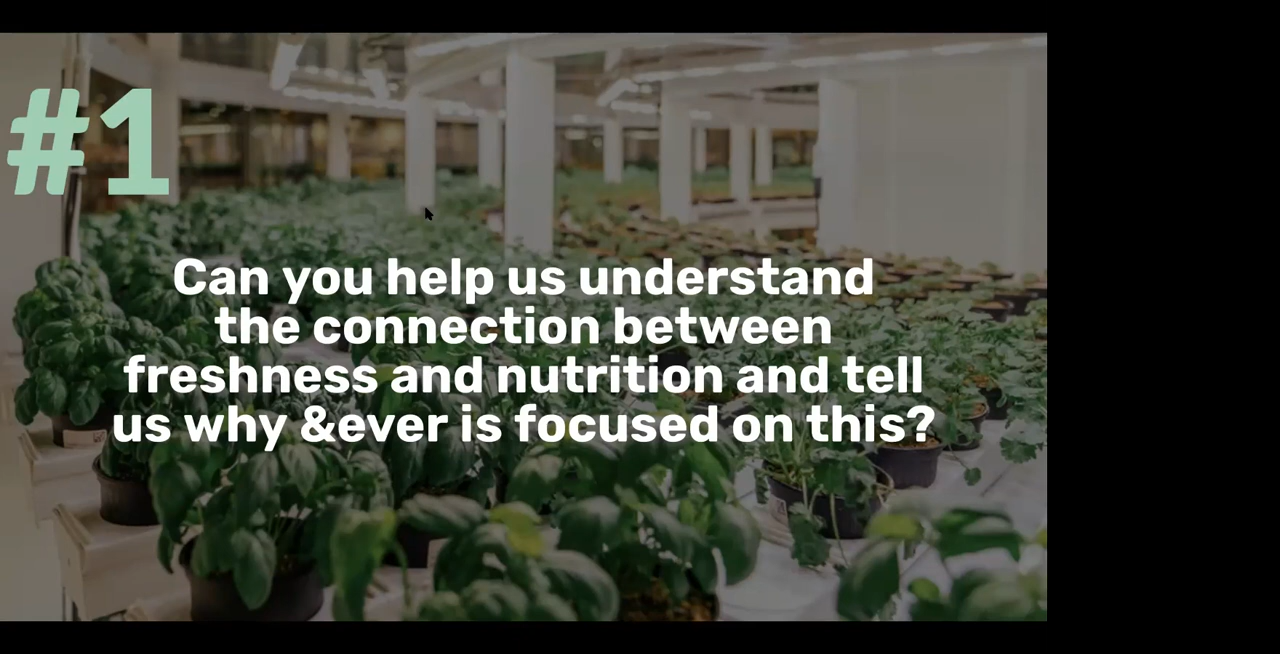 #1
Can you help us understand
the connection between
freshness and nutrition and tell
us why &ever is focused on this?